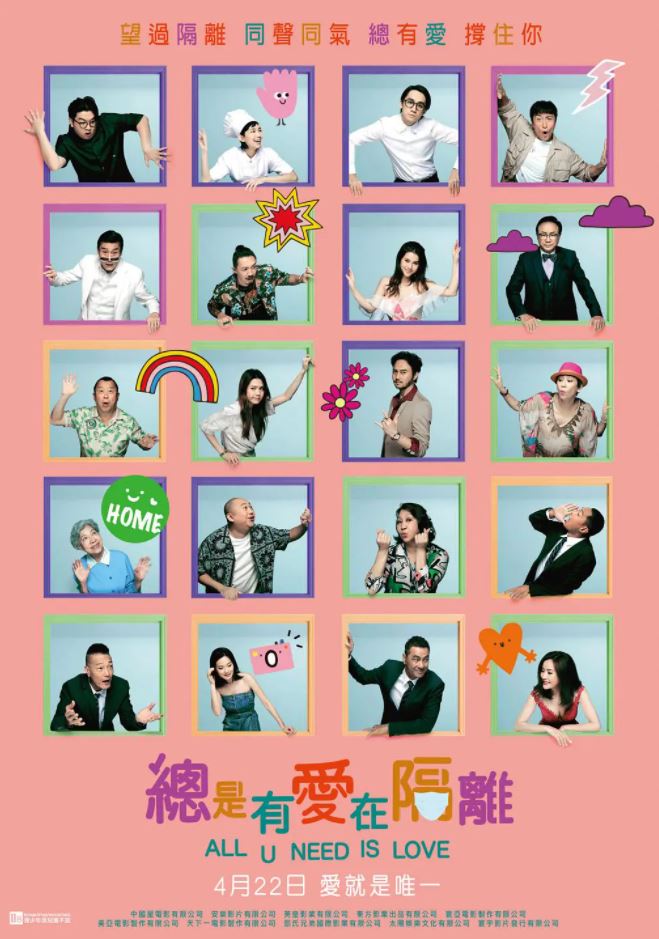 望過隔離 同聲同氣 總有愛 撐住你
HOME
總是有愛在隔離
ALL U NEED IS LOVE
4月22日 愛就是唯一
中國星電影有限公司 安樂影片有限公司 英皇影業有限公司 東方影業出品有限公司 寰亞電影製作有限公司
美亞電影製作有限公司 天下一電影製作有限公司 邵氏兄弟國際影業有限公司 太陽娛樂文化有限公司 寰宇影片發行有限公司